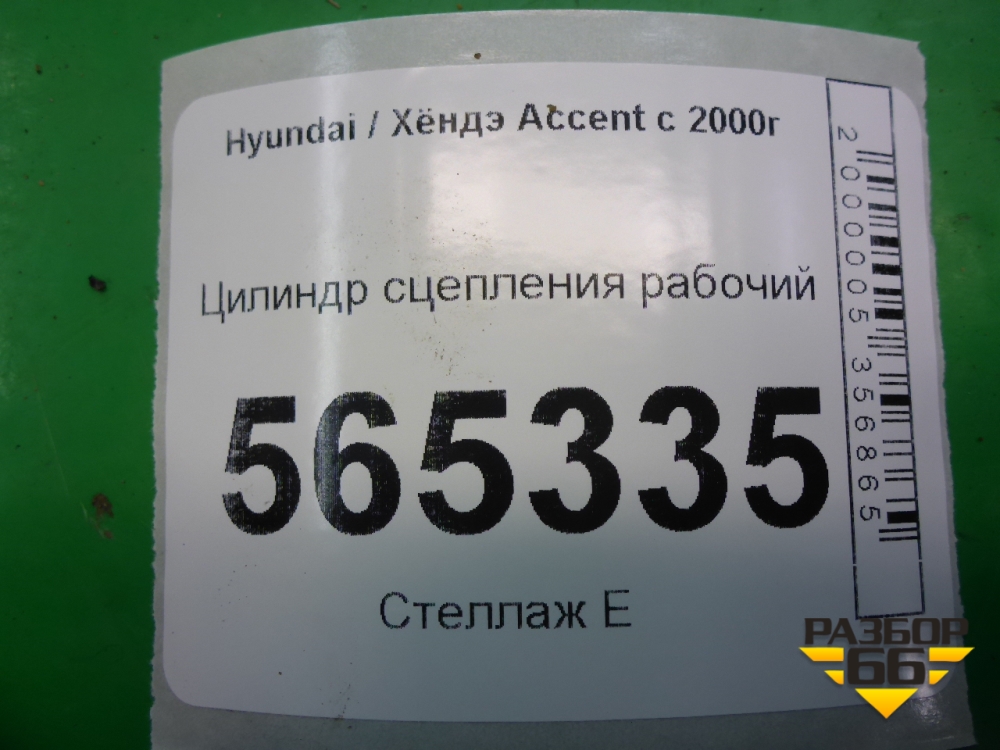 Hyundai / Хёндэ Accent с 2000г
Цилиндр сцепления рабочий
565335
Стеллаж Е
2000005356865
РАЗБОР
66